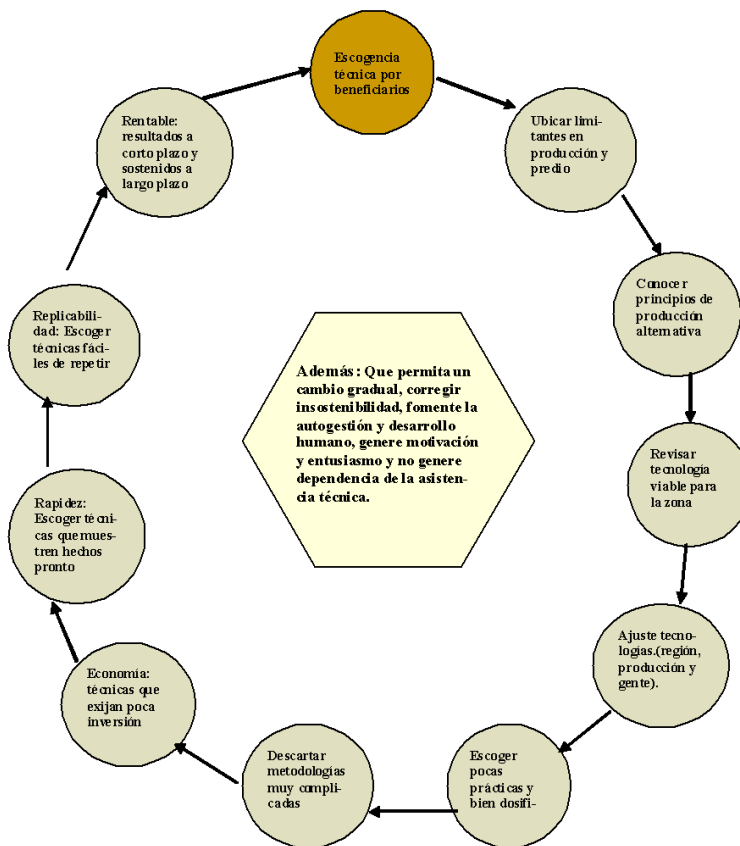 Escogencia
técnica por
beneficiarios
Ubicar limi-
tantes en
producción y
predio
Conocer
principios de
producción
alternativa
Revisar
tecnología
viable para
la zona
Ajuste tecno-
logías.(región,
producción y
gente).
Escoger
pocas
prácticas y
bien dosifi-
Descartar
metodologías
muy compli-
cadas
Economía:
técnicas que
exijan poca
inversión
Rapidez:
Escoger técni-
cas que mues-
tren hechos
pronto
Replicabili-
dad: Escoger
técnicas fáci-
les de repetir
Rentable:
resultados a
corto plazo y
sostenidos a
largo plazo
Además: Que permita un
cambio gradual, corregir
insostenibilidad, fomente la
autogestión y desarrollo
humano, genere motivación
y entusiasmo y no genere
dependencia de la asisten-
cia técnica.